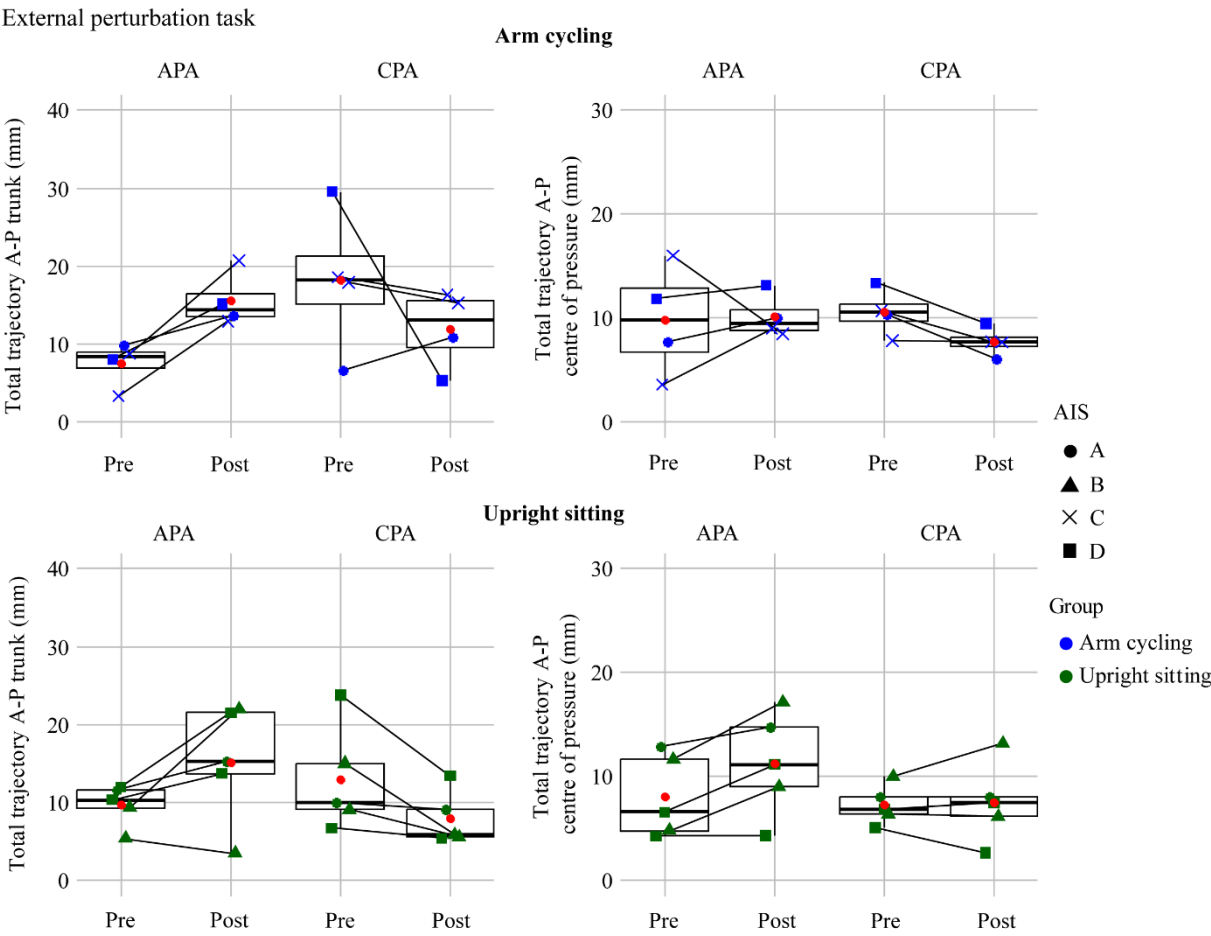 External perturbation task
Arm cycling
APA CPA APA CPA
Total trajectory A-P trunk (mm)
40
30
20
10
0
Pre Post Pre Post
Total trajectory A-P
centre of pressure (mm)
30
20
10
0
Pre Post Pre Post
Upright sitting
APA CPA APA CPA
Total trajectory A-P trunk (mm)
40
30
20
10
0
Pre Post Pre Post
Total trajectory A-P
centre of pressure (mm)
30
20
10
0
Pre Post Pre Post
AIS
A
B
C
D
Group
Arm cycling
Upright sitting